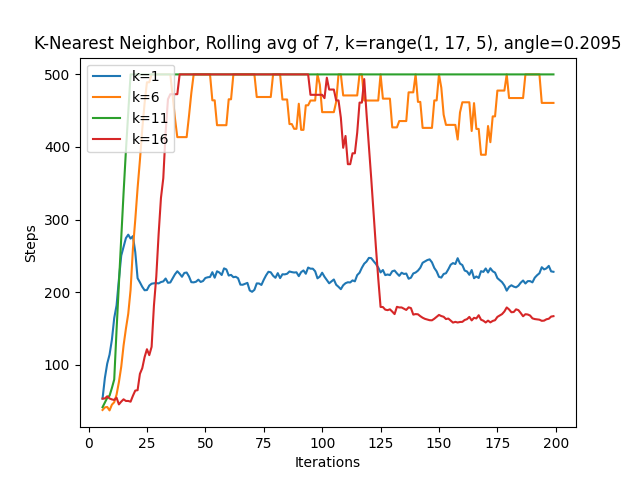 K-Nearest Neighbor, Rolling avg of 7, k=range(1, 17, 5), angle=0.2095
500
400
300
200
100
Steps
k=1
k=6
k=11
k=16
0 25 50 75 100 125 150 175 200
Iterations